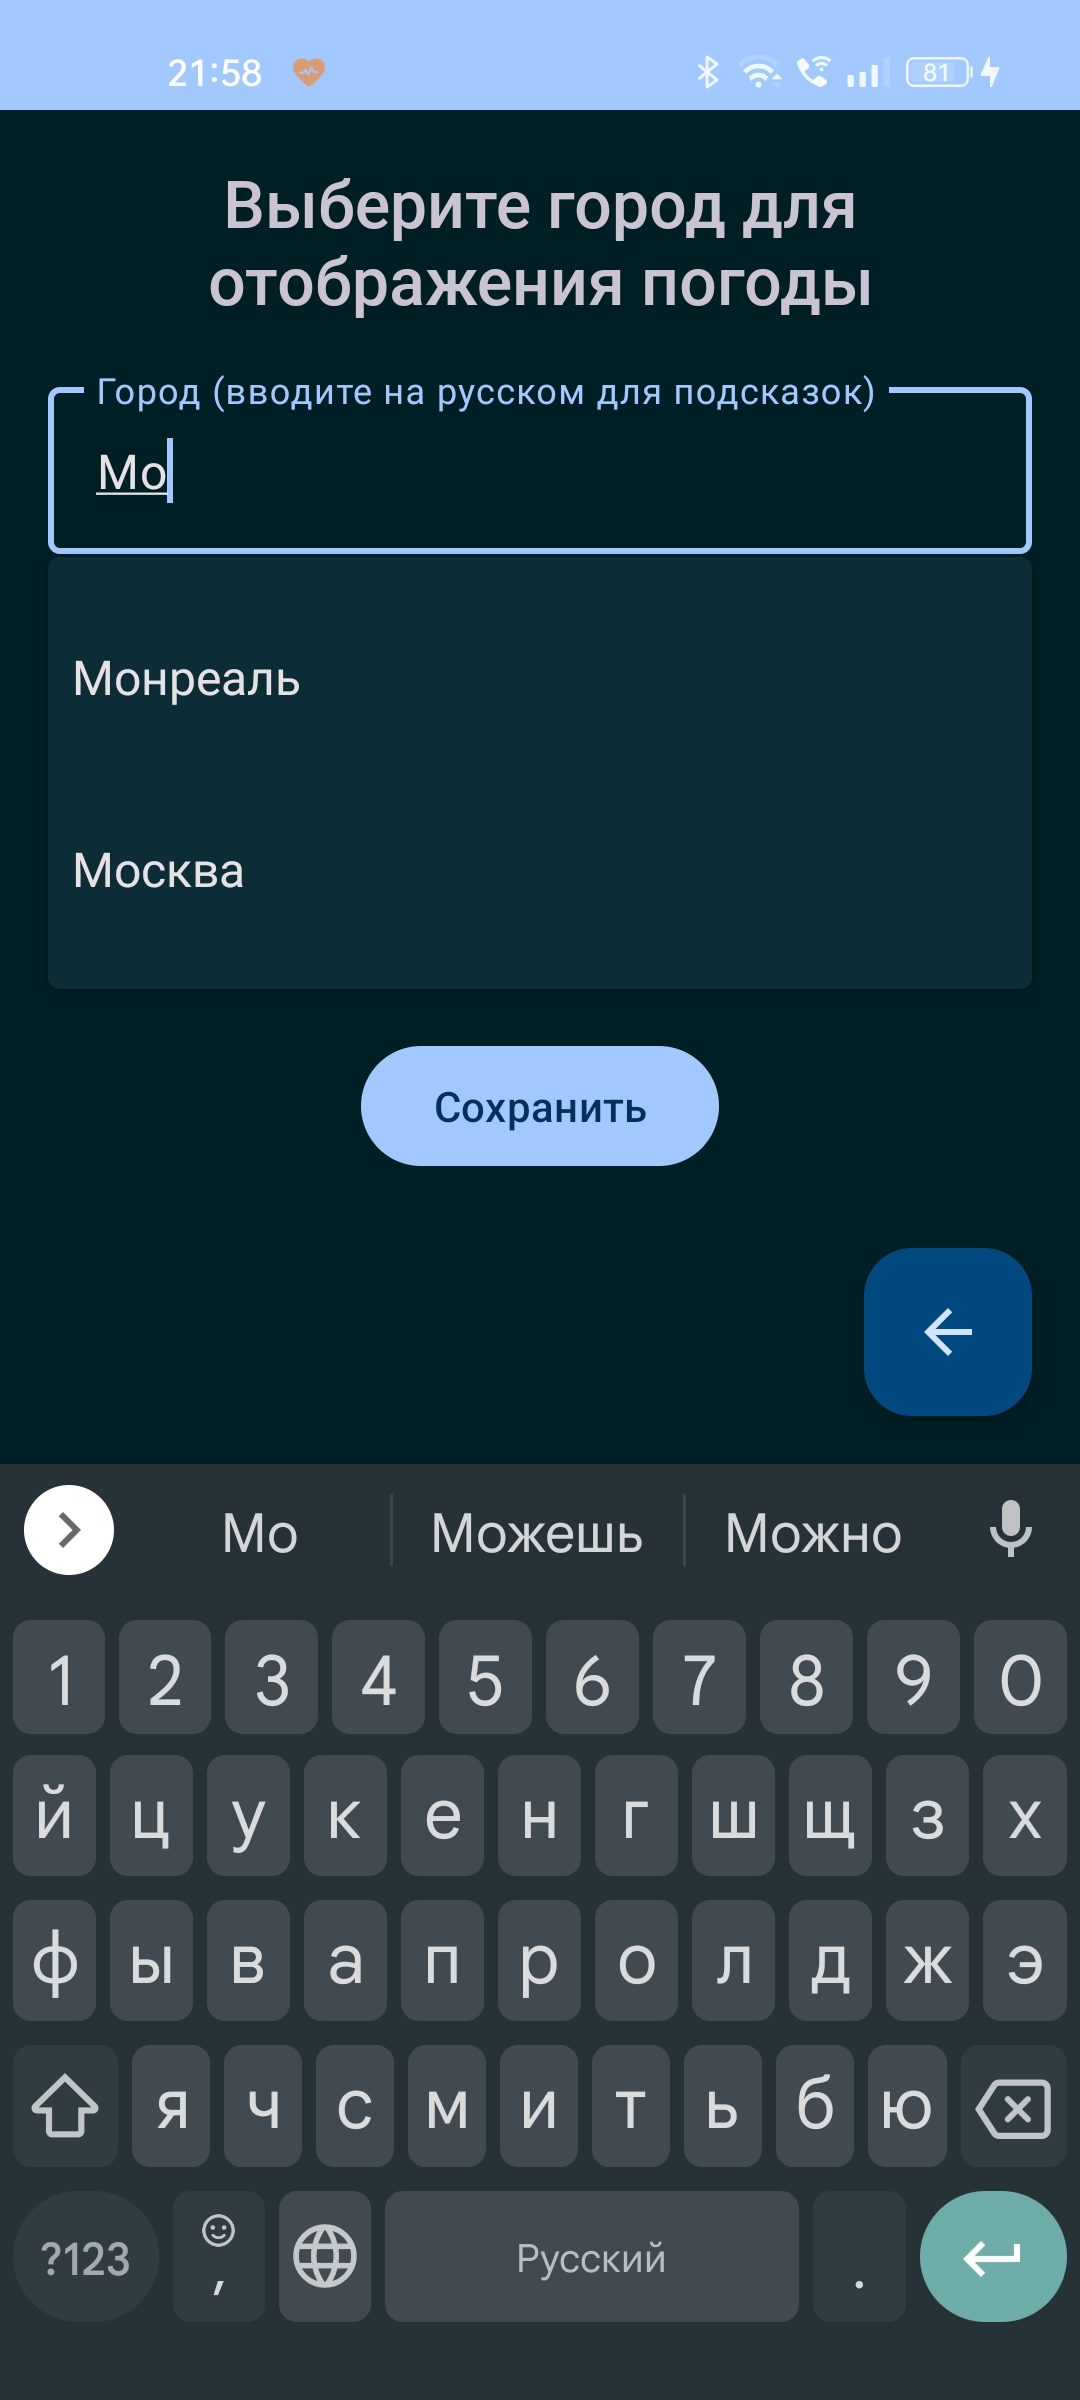 21:58
81
Выберите город для
отображения погоды
Город (вводите на русском для подсказок)
Мо
Монреаль
Москва
Сохранить
Мо Можешь Можно
1 2 3 4 5 6 7 8 9 0
й ц у к е н г ш щ з х
ф ы в а п р о л д ж э
я ч с м и т ь б ю
?123 , Русский .